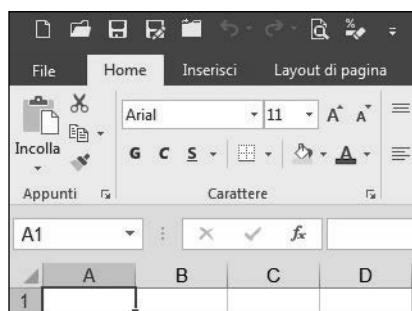 File Home Inserisci Layout di pagina
Arial 11 A A
Incolla G C S A
Appunti Carattere
A1 fx
A B C D
1